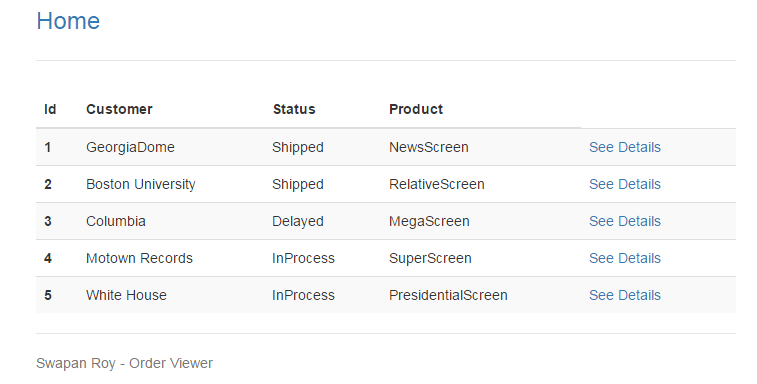 Home
Id Customer Status Product
1 GeorgiaDome Shipped NewsScreen See Details
2 Boston University Shipped RelativeScreen See Details
3 Columbia Delayed MegaScreen See Details
4 Motown Records InProcess SuperScreen See Details
5 White House InProcess PresidentialScreen See Details
Swapan Roy - Order Viewer